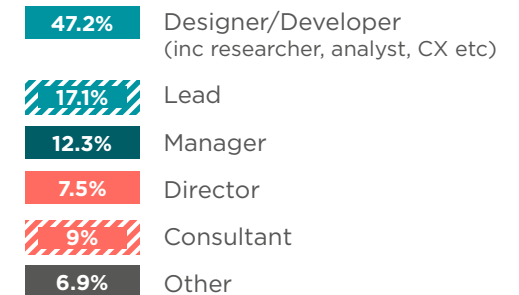 47.2% Designer/Developer
(inc researcher, analyst, CX etc)
17.1% Lead
12.3% Manager
7.5% Director
9% Consultant
6.9% Other